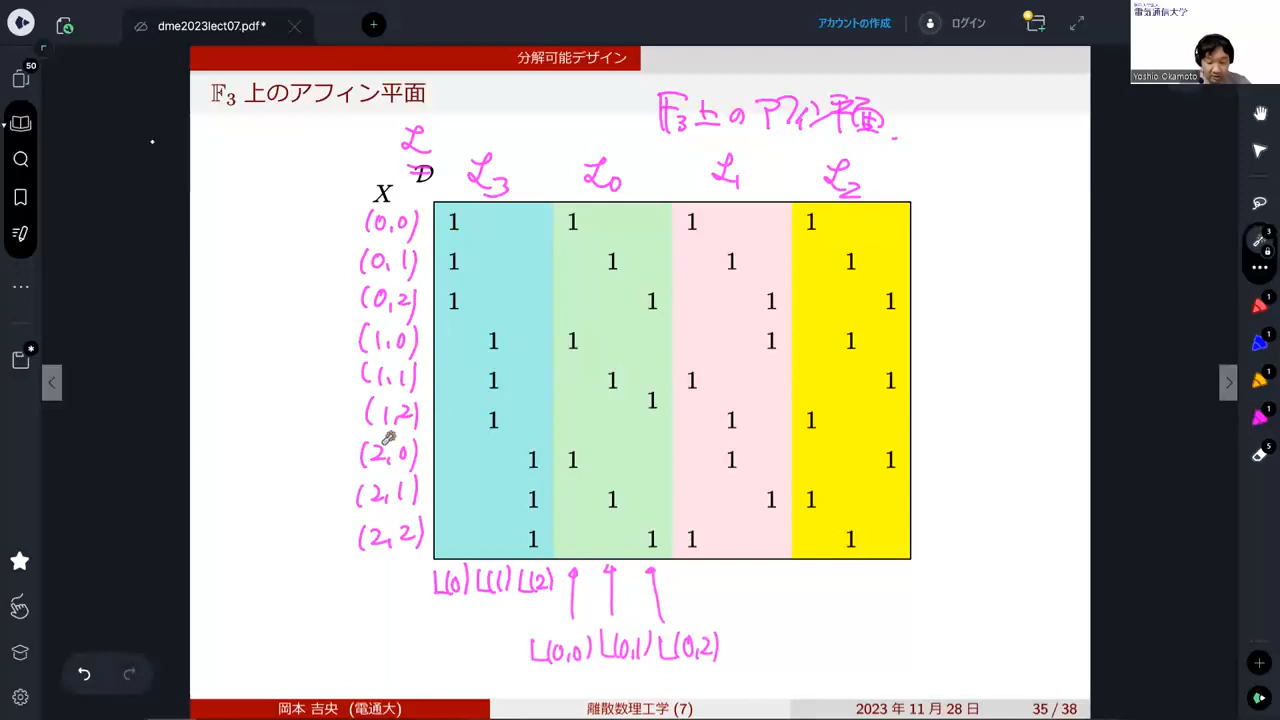 dme2023lect07.pdf*
アカウントの作成
ログイン
電気通信大学
Yoshio Okamoto
50
分解可能デザイン
𝔽₃ 上のアフィン平面
𝔽₃上のアフィン平面.
ℒ
𝒟
X
ℒ₃ ℒ₀ ℒ₁ ℒ₂
(0,0) 1 1 1 1
(0,1) 1 1 1 1
(0,2) 1 1 1 1
(1,0) 1 1 1 1
(1,1) 1 1 1 1
(1,2) 1 1 1 1
(2,0) 1 1 1 1
(2,1) 1 1 1 1
(2,2) 1 1 1 1
L(0) L(1) L(2)
L(0,0) L(0,1) L(0,2)
岡本 吉央 (電通大)
離散数理工学 (7)
2023 年 11 月 28 日
35 / 38
3
1
1
1
1
5